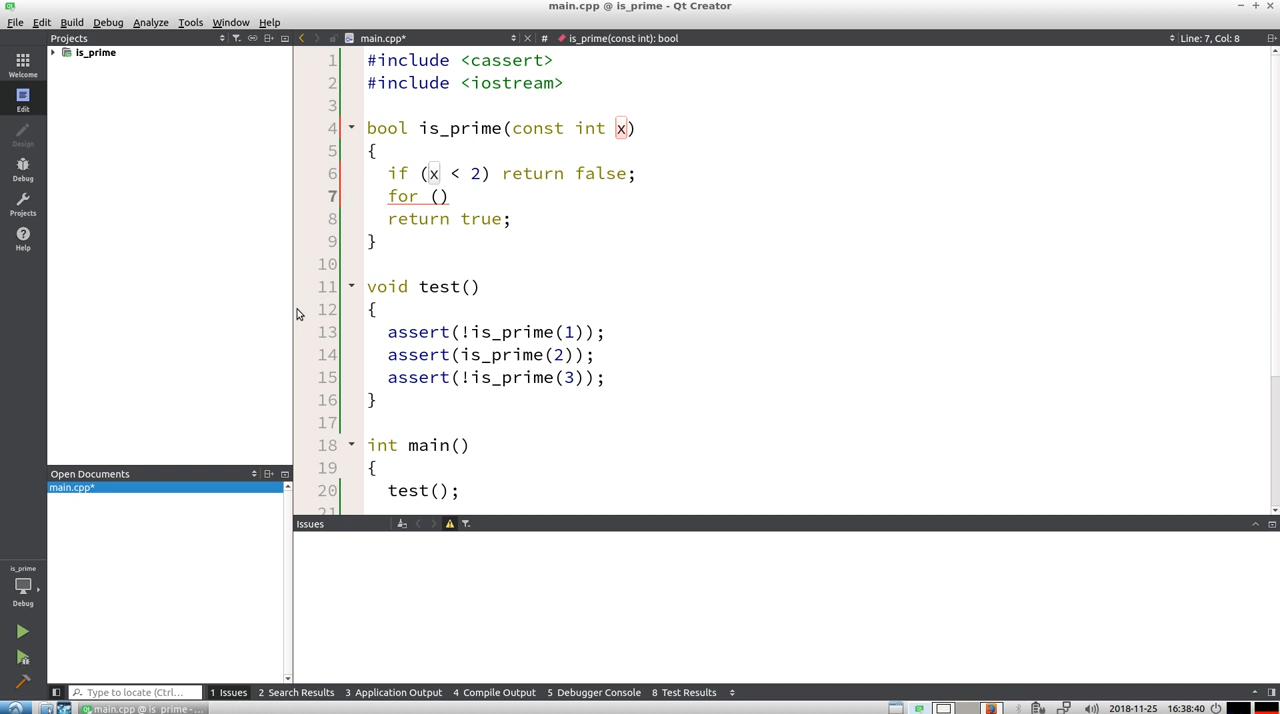 main.cpp @ is_prime - Qt Creator
File Edit Build Debug Analyze Tools Window Help
Projects
main.cpp*
# is_prime(const int): bool
Line: 7, Col: 8
Welcome
Edit
Design
Debug
Projects
Help
is_prime
1 #include <cassert>
2 #include <iostream>
3
4 bool is_prime(const int x)
5 {
6 if (x < 2) return false;
7 for ()
8 return true;
9 }
10
11 void test()
12 {
13 assert(!is_prime(1));
14 assert(is_prime(2));
15 assert(!is_prime(3));
16 }
17
18 int main()
19 {
20 test();
21
Open Documents
main.cpp*
Issues
is_prime
Debug
Type to locate (Ctrl...
1 Issues 2 Search Results 3 Application Output 4 Compile Output 5 Debugger Console 8 Test Results
main.cpp @ is_prime - ...
2018-11-25 16:38:40